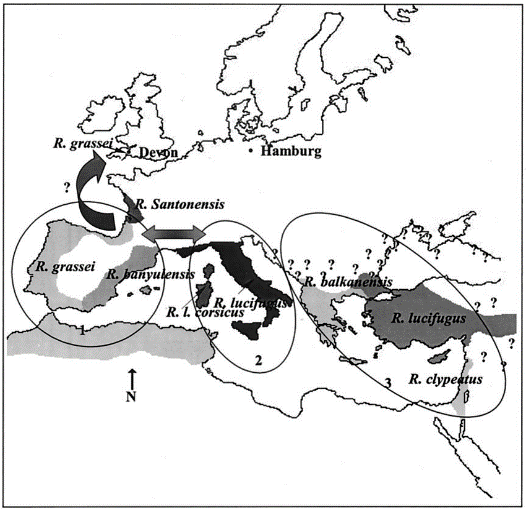 R. grassei
Devon
Hamburg
?
R. Santonensis
R. grassei
R. banyulensis
R. l. corsicus
R. lucifugus
1
2
? ? ? ? ? ? ? ? ? ? ? ? ?
R. balkanensis
R. lucifugus
? ?
?
?
R. clypeatus
3
N